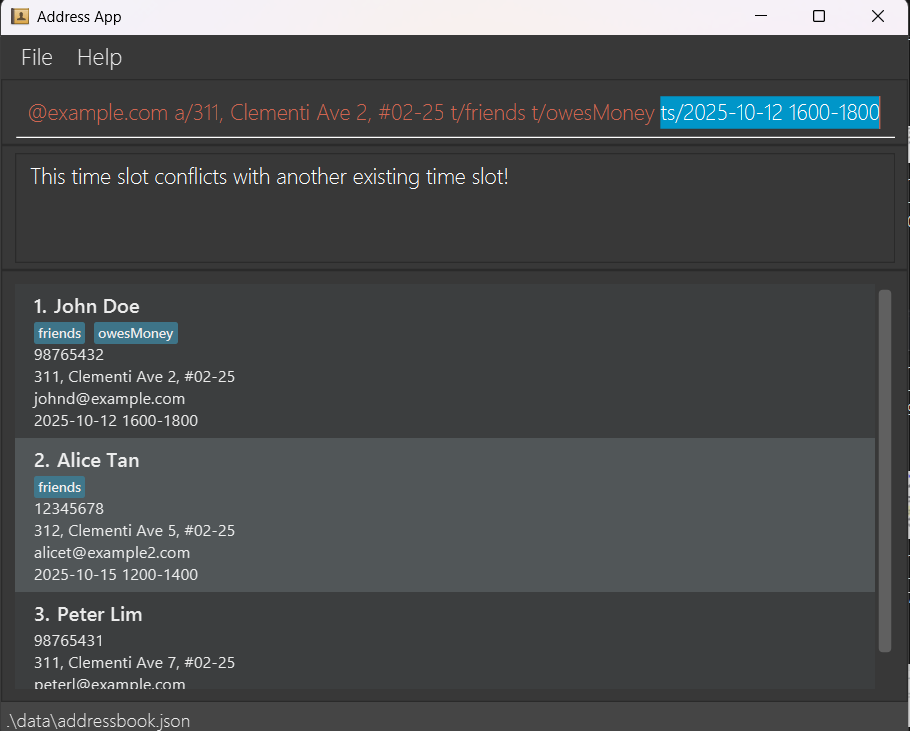 Address App
File Help
@example.com a/311, Clementi Ave 2, #02-25 t/friends t/owesMoney ts/2025-10-12 1600-1800
This time slot conflicts with another existing time slot!
1. John Doe
friends owesMoney
98765432
311, Clementi Ave 2, #02-25
johnd@example.com
2025-10-12 1600-1800
2. Alice Tan
friends
12345678
312, Clementi Ave 5, #02-25
alicet@example2.com
2025-10-15 1200-1400
3. Peter Lim
98765431
311, Clementi Ave 7, #02-25
peterl@example.com
.\data\addressbook.json